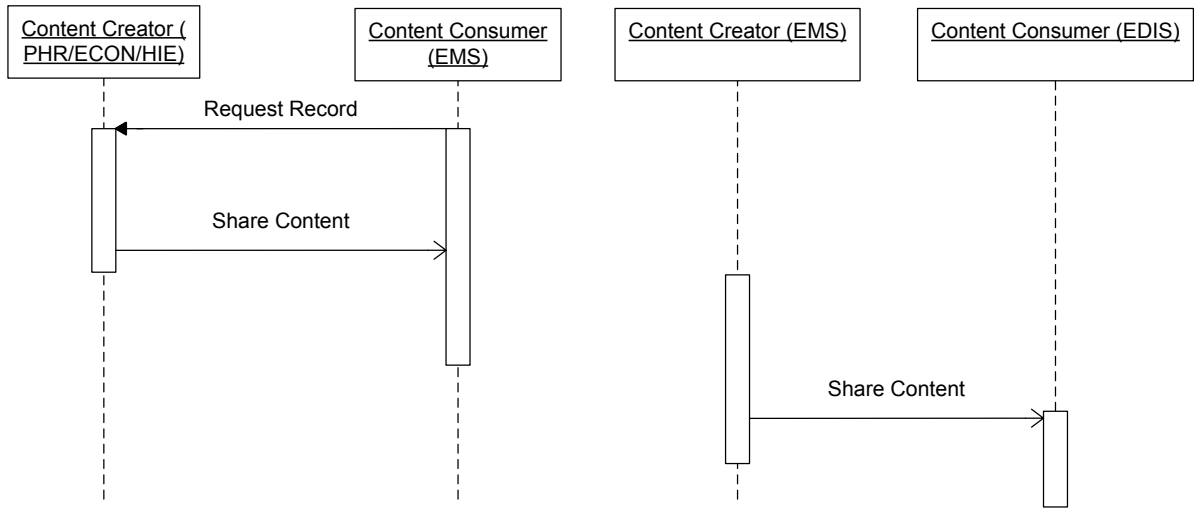 Content Creator (
PHR/ECON/HIE)
Content Consumer
(EMS)
Content Creator (EMS)
Content Consumer (EDIS)
Request Record
Share Content
Share Content